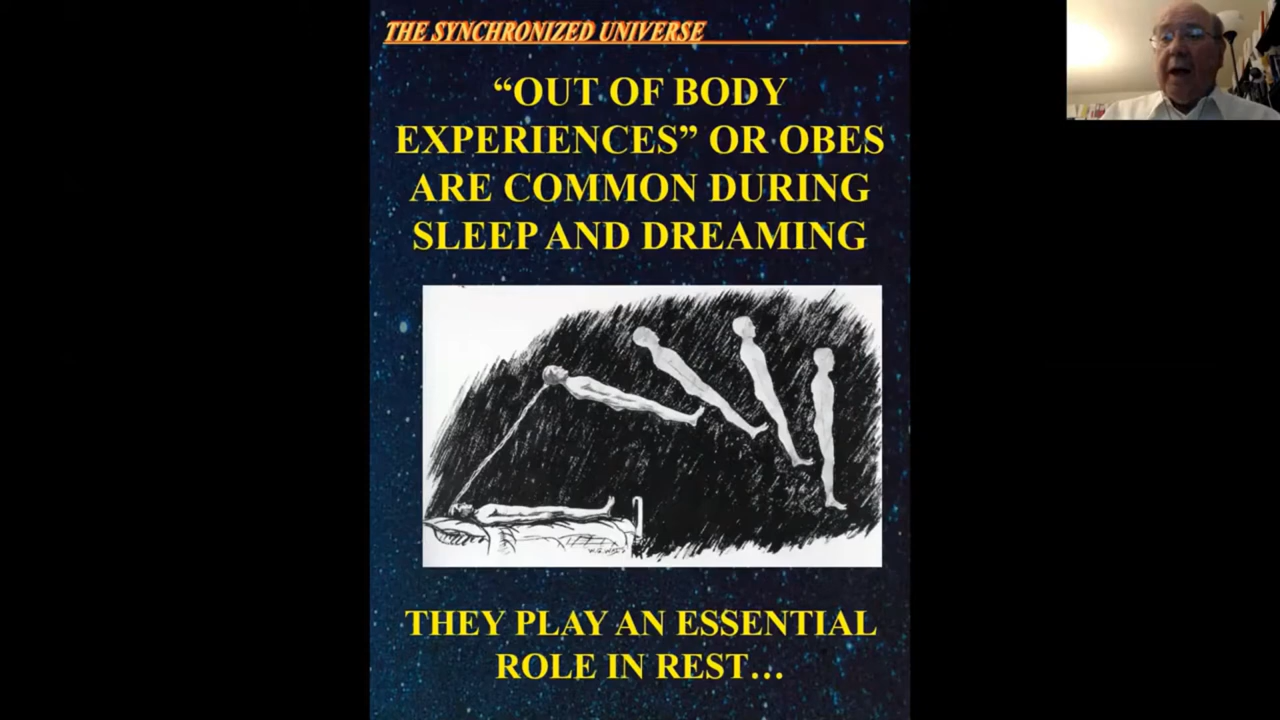 THE SYNCHRONIZED UNIVERSE
“OUT OF BODY
EXPERIENCES” OR OBES
ARE COMMON DURING
SLEEP AND DREAMING
THEY PLAY AN ESSENTIAL
ROLE IN REST…